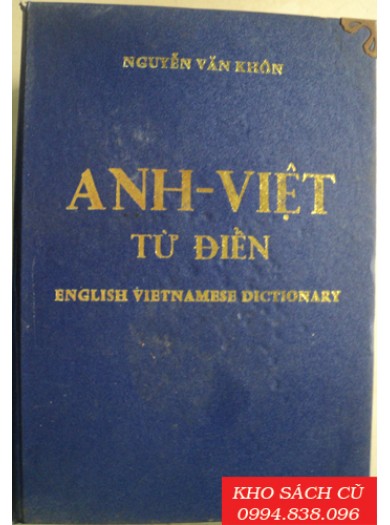 NGUYỄN VĂN KHÔN
ANH-VIỆT
TỪ ĐIỂN
ENGLISH VIETNAMESE DICTIONARY
KHO SÁCH CŨ
0994.838.096